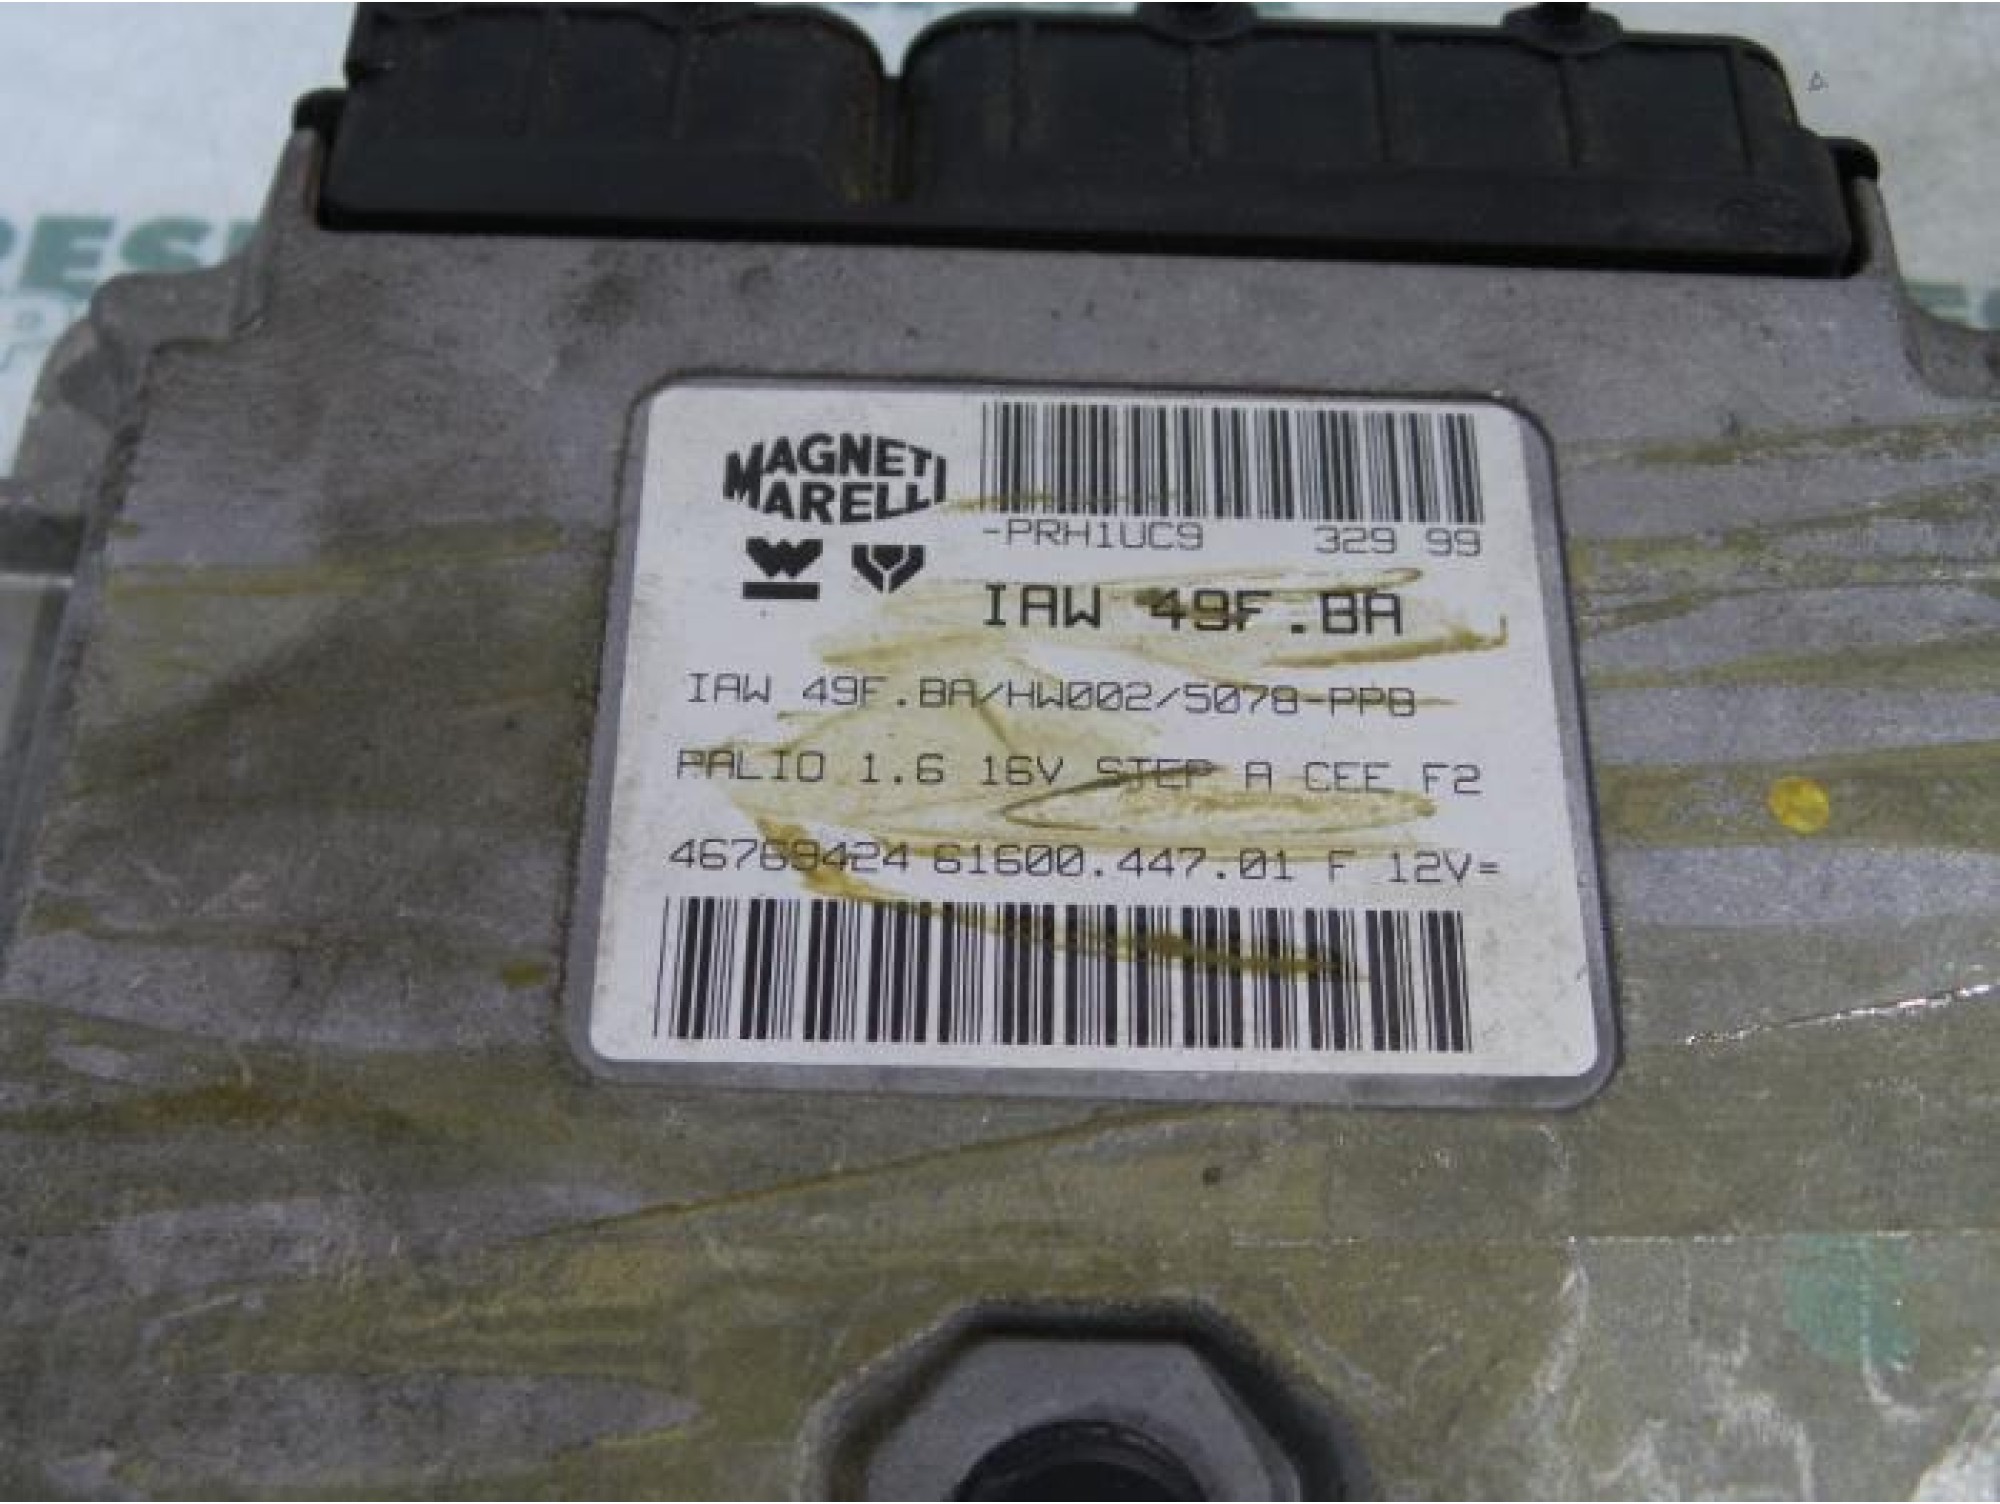 MAGNETI
MARELLI
-PRH1UC9 329 99
IAW 49F.BA
IAW 49F.BA/HW002/5078-PPB
PALIO 1.6 16V STEP A CEE F2
46769424 61600.447.01 F 12V=